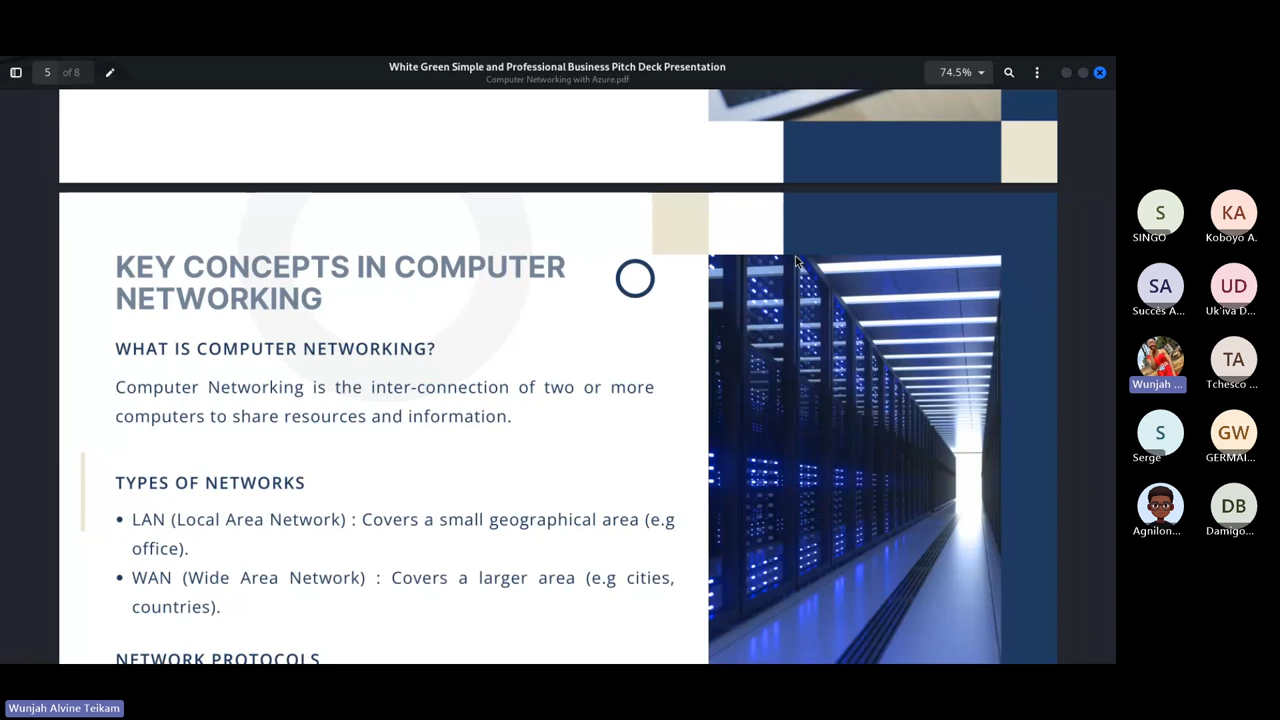 5 of 8
White Green Simple and Professional Business Pitch Deck Presentation
Computer Networking with Azure.pdf
74.5%
KEY CONCEPTS IN COMPUTER
NETWORKING
WHAT IS COMPUTER NETWORKING?
Computer Networking is the inter-connection of two or more
computers to share resources and information.
TYPES OF NETWORKS
• LAN (Local Area Network) : Covers a small geographical area (e.g
office).
• WAN (Wide Area Network) : Covers a larger area (e.g cities,
countries).
NETWORK PROTOCOLS
S
SINGO
KA
Koboyo A.
SA
Succès A...
UD
Uk'iva D...
Wunjah ...
TA
Tchesco ...
S
Serge
GW
GERMAI...
Agnilon...
DB
Damigo...
Wunjah Alvine Teikam